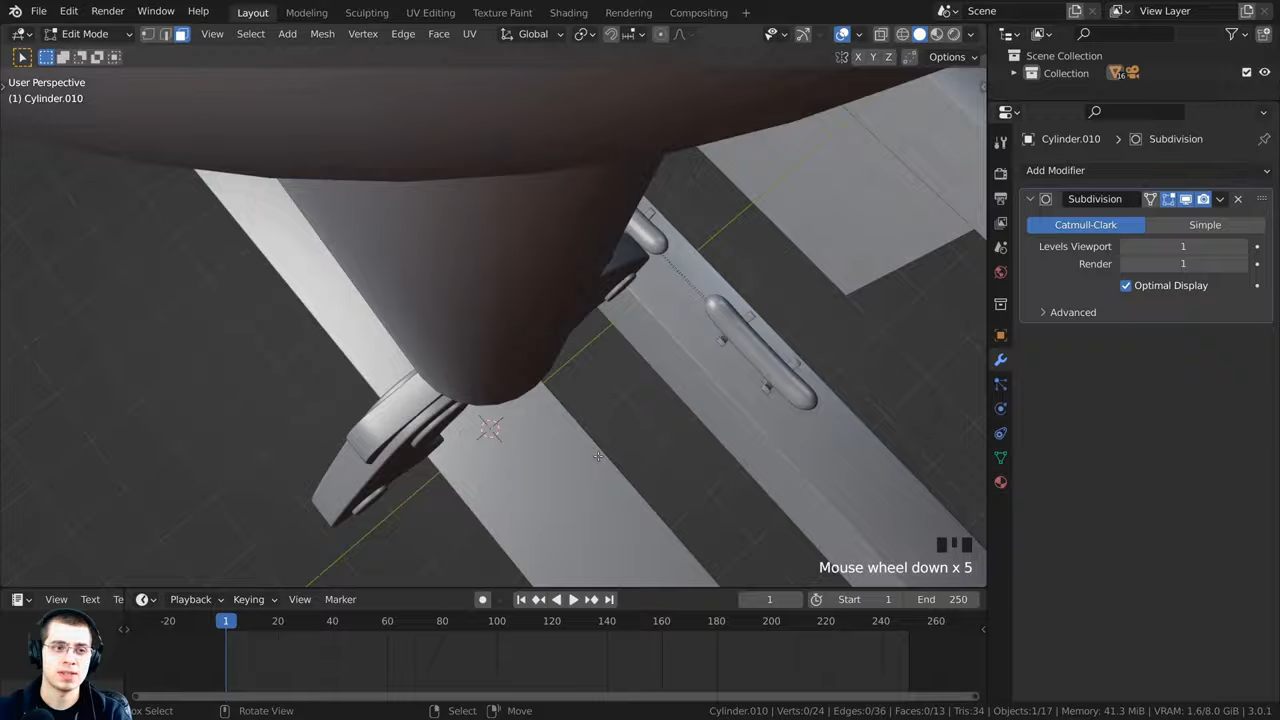 File Edit Render Window Help Layout Modeling Sculpting UV Editing Texture Paint Shading Rendering Compositing + Scene View Layer
Edit Mode View Select Add Mesh Vertex Edge Face UV Global
X Y Z Options
User Perspective
(1) Cylinder.010
Scene Collection
Collection 16
Cylinder.010 > Subdivision
Add Modifier
Subdivision
Catmull-Clark Simple
Levels Viewport 1
Render 1
Optimal Display
Advanced
Mouse wheel down x 5
View Text Te Playback Keying View Marker 1 Start 1 End 250
-20 1 20 40 60 80 100 120 140 160 180 200 220 240 260
ox Select Rotate View Select Move Cylinder.010 | Verts:0/24 | Edges:0/36 | Faces:0/13 | Tris:34 | Objects:1/17 | Memory: 41.3 MiB | VRAM: 1.6/8.0 GiB | 3.0.1